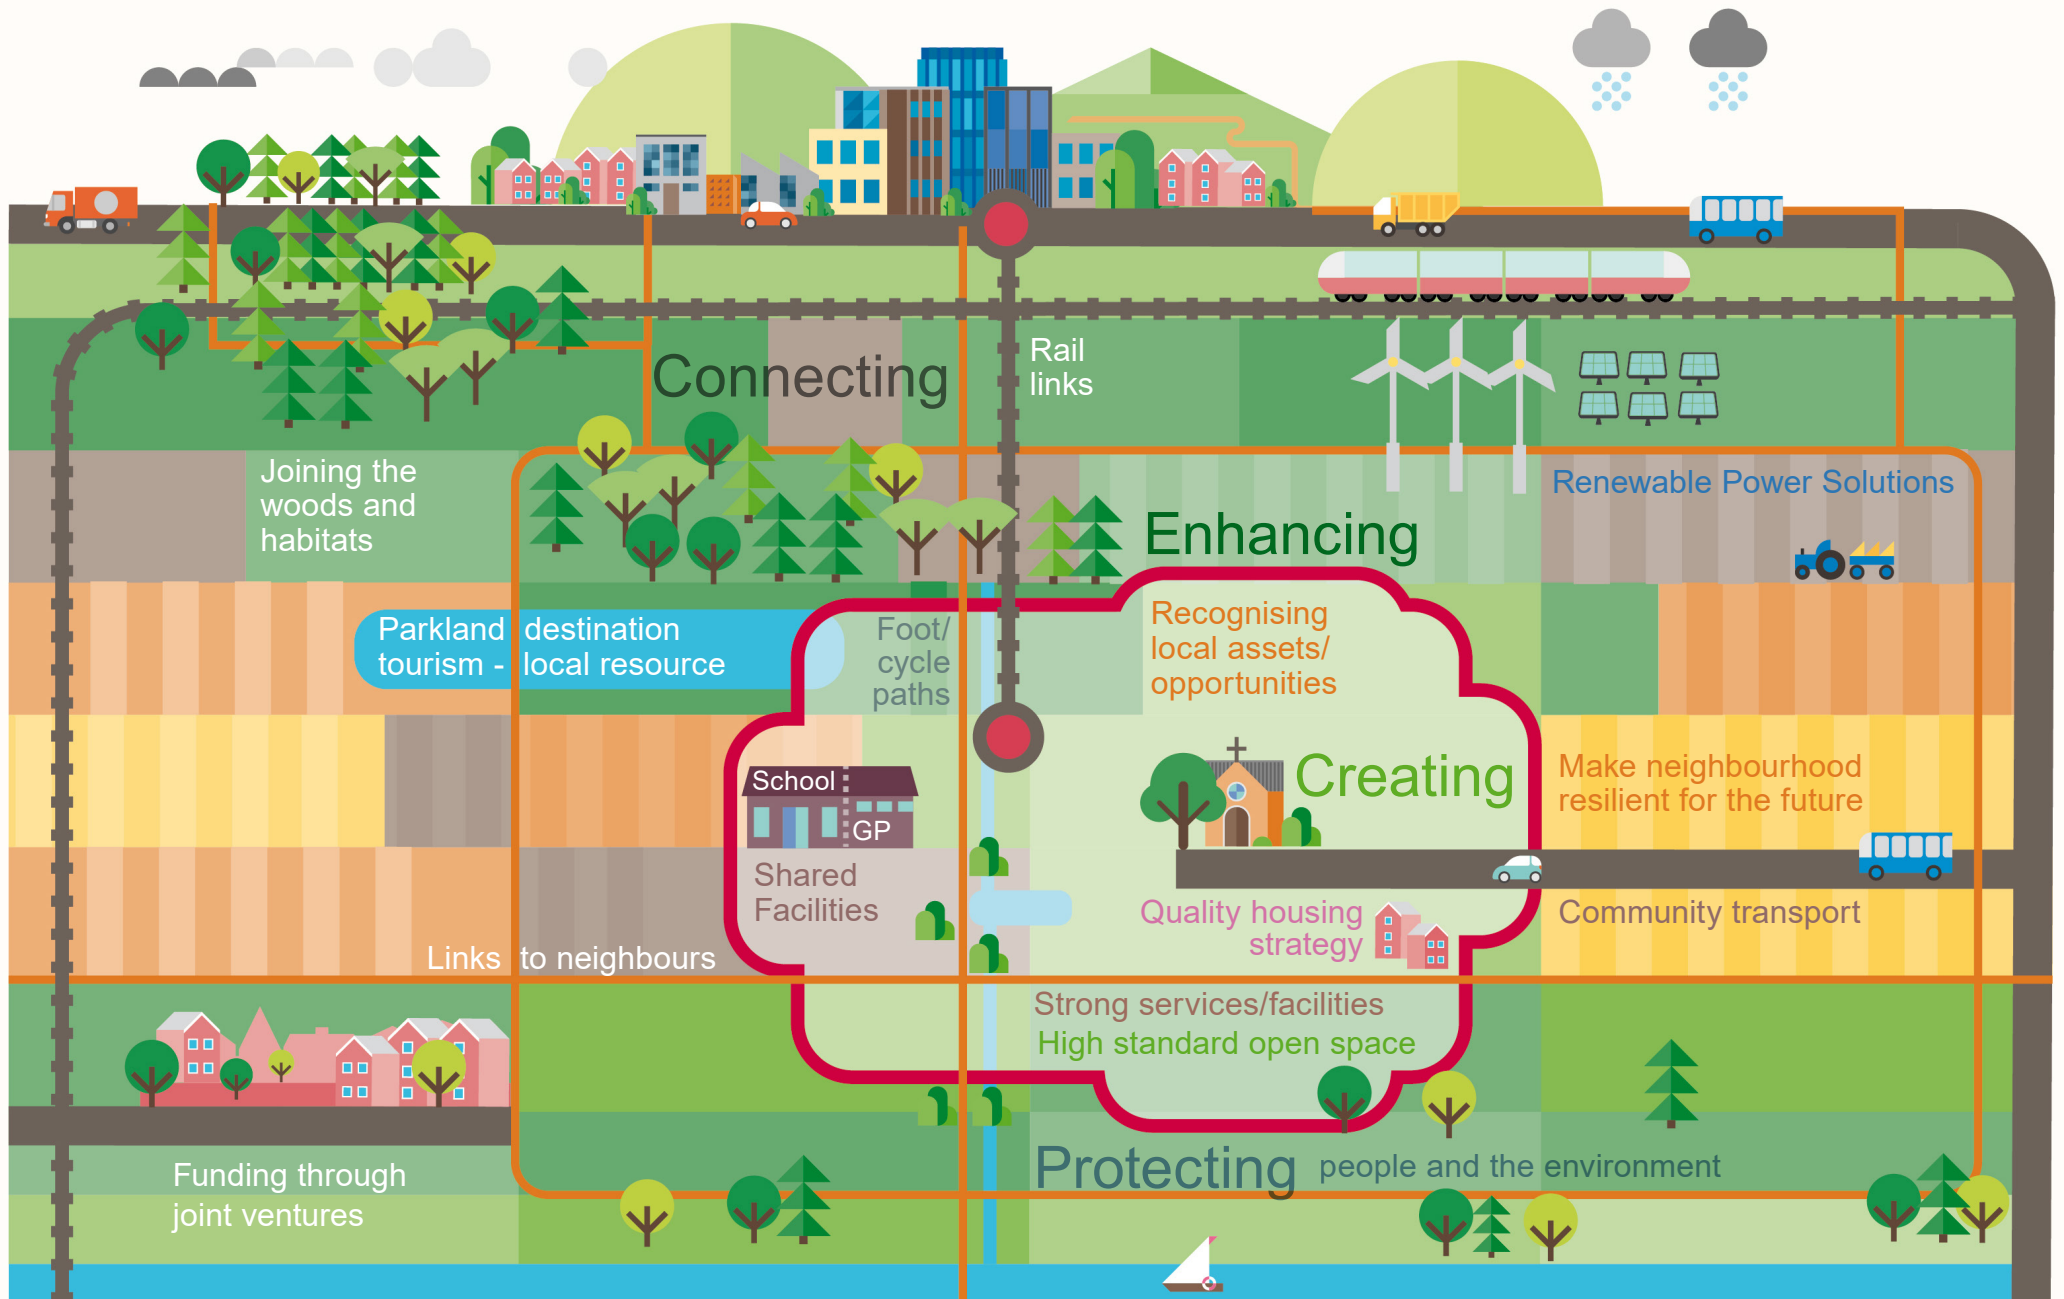 Connecting
Rail
links
Joining the
woods and
habitats
Renewable Power Solutions
Enhancing
Parkland destination
tourism - local resource
Foot/
cycle
paths
Recognising
local assets/
opportunities
School
GP
Shared
Facilities
Creating
Make neighbourhood
resilient for the future
Quality housing
strategy
Community transport
Links to neighbours
Strong services/facilities
High standard open space
Protecting people and the environment
Funding through
joint ventures